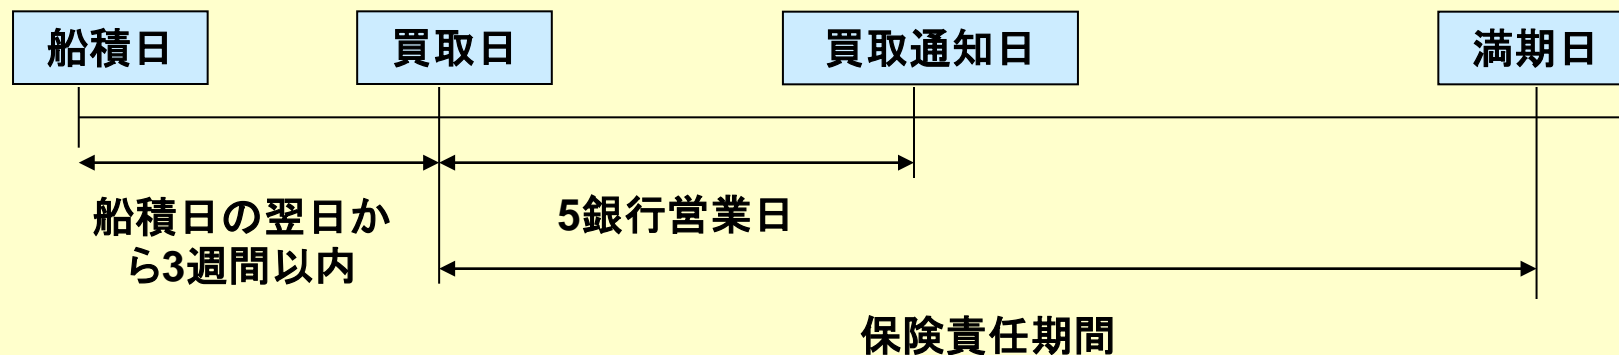 船積日
買取日
買取通知日
満期日
船積日の翌日か
ら3週間以内
5銀行営業日
保険責任期間